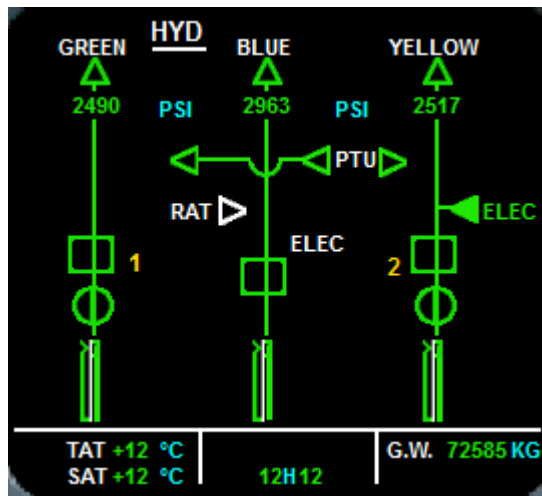 HYD
GREEN BLUE YELLOW
2490 PSI 2963 PSI 2517
PTU
RAT ELEC
ELEC
1 2
TAT +12 °C G.W. 72585 KG
SAT +12 °C 12H12